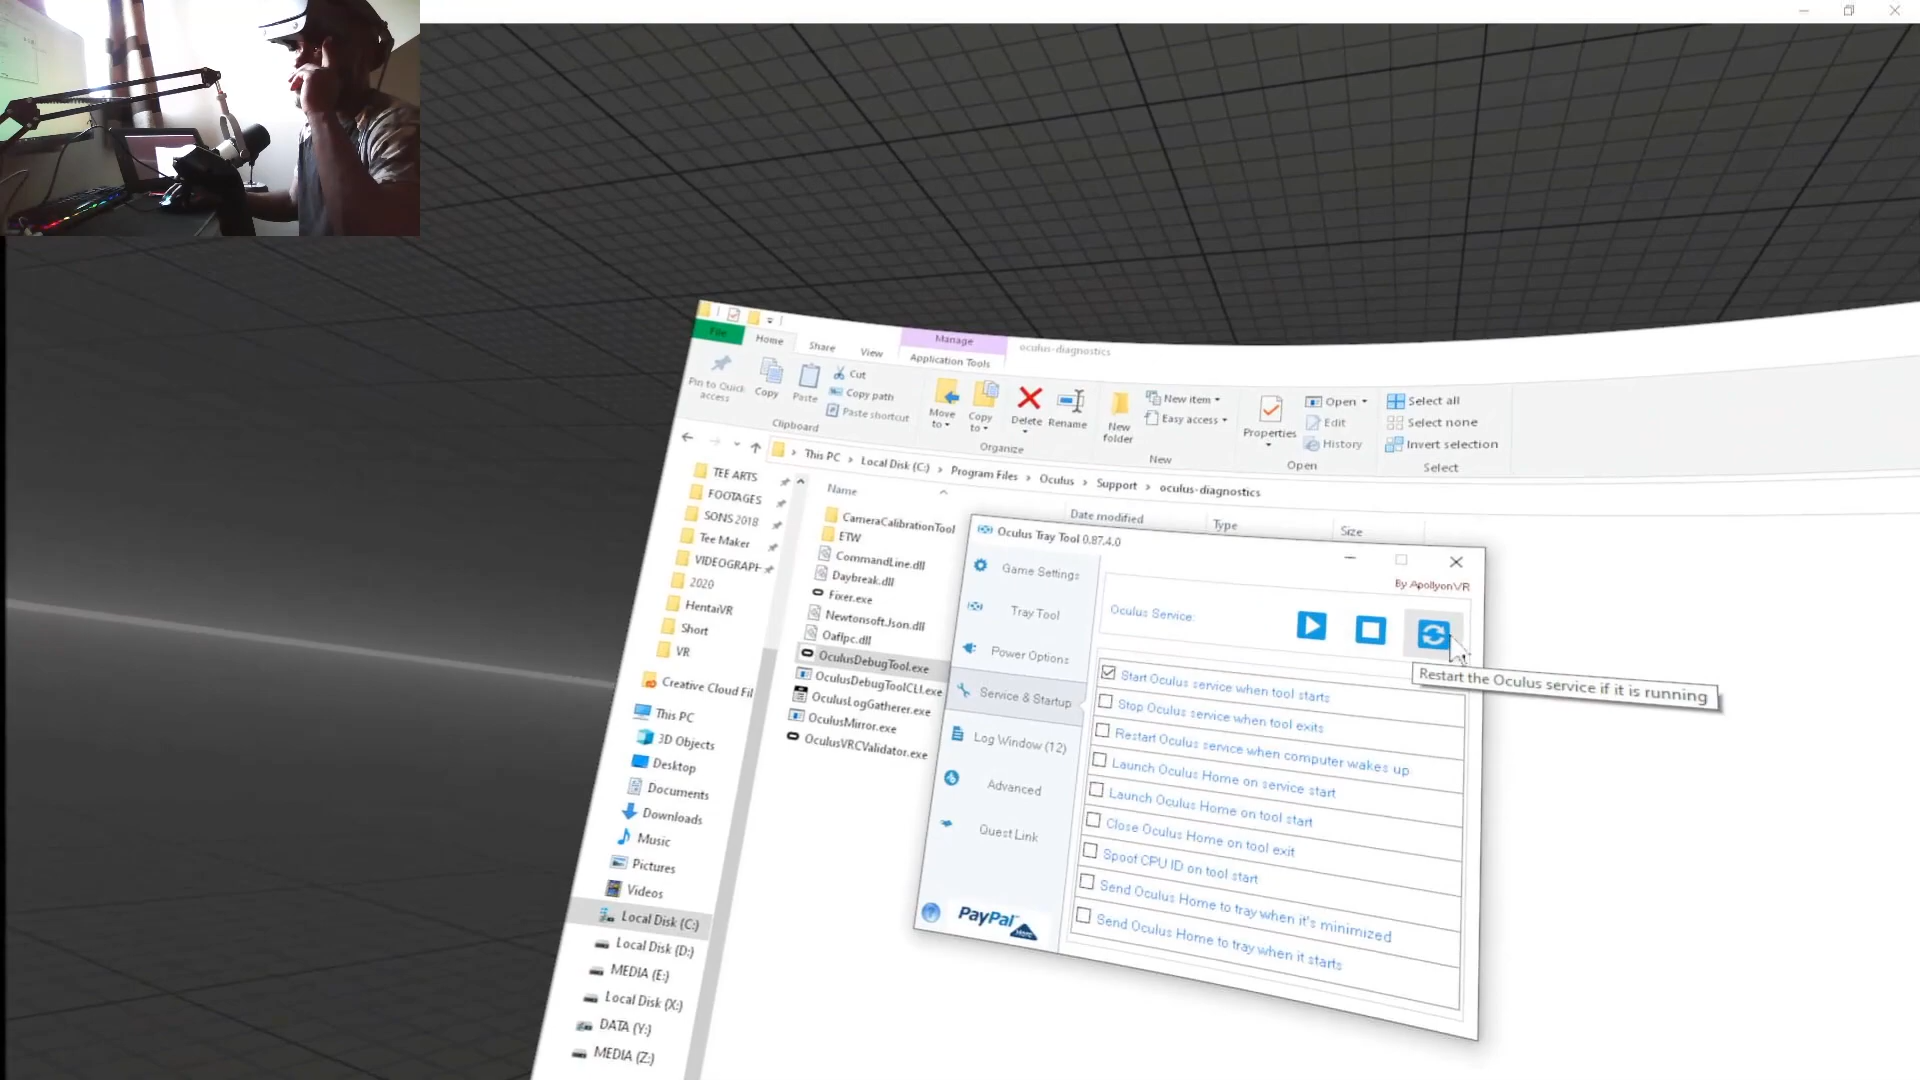 File
Home
Share
View
Manage
Application Tools
oculus-diagnostics
Pin to Quick
access
Copy
Paste
Cut
Copy path
Paste shortcut
Clipboard
Move
to
Copy
to
Delete
Rename
Organize
New
folder
New item
Easy access
New
Properties
Open
Edit
History
Open
Select all
Select none
Invert selection
Select
This PC > Local Disk (C:) > Program Files > Oculus > Support > oculus-diagnostics
TEE ARTS
FOOTAGES
SONS 2018
Tee Maker
VIDEOGRAPH
2020
HentaiVR
Short
VR
Creative Cloud Fil
This PC
3D Objects
Desktop
Documents
Downloads
Music
Pictures
Videos
Local Disk (C:)
Local Disk (D:)
MEDIA (E:)
Local Disk (X:)
DATA (Y:)
MEDIA (Z:)
Name
Date modified
Type
Size
CameraCalibrationTool
ETW
CommandLine.dll
Daybreak.dll
Fixer.exe
Newtonsoft.Json.dll
OafIpc.dll
OculusDebugTool.exe
OculusDebugToolCLI.exe
OculusLogGatherer.exe
OculusMirror.exe
OculusVRCValidator.exe
Oculus Tray Tool 0.87.4.0
By ApollyonVR
Game Settings
Tray Tool
Power Options
Service & Startup
Log Window (12)
Advanced
Quest Link
PayPal
Oculus Service:
Restart the Oculus service if it is running
Start Oculus service when tool starts
Stop Oculus service when tool exits
Restart Oculus service when computer wakes up
Launch Oculus Home on service start
Launch Oculus Home on tool start
Close Oculus Home on tool exit
Spoof CPU ID on tool start
Send Oculus Home to tray when it's minimized
Send Oculus Home to tray when it starts